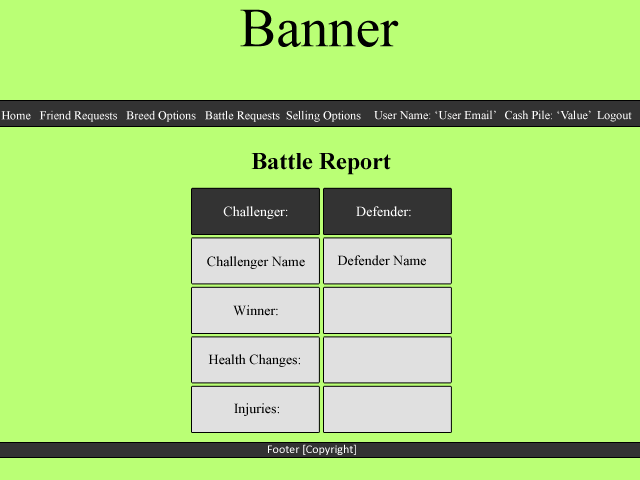 Banner
Home Friend Requests Breed Options Battle Requests Selling Options User Name: ‘User Email’ Cash Pile: ‘Value’ Logout
Battle Report
Challenger: Defender:
Challenger Name Defender Name
Winner:
Health Changes:
Injuries:
Footer [Copyright]